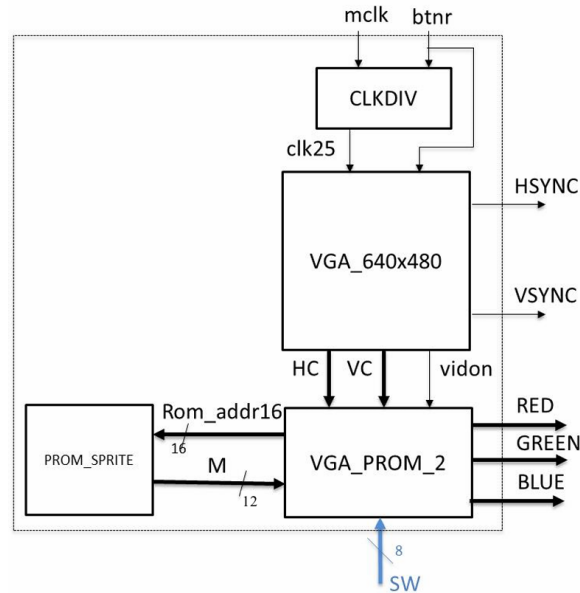 mclk btnr
CLKDIV
clk25
HSYNC
VGA_640x480
VSYNC
HC VC vidon
RED
Rom_addr16
16
GREEN
PROM_SPRITE
M
VGA_PROM_2
BLUE
12
8
SW